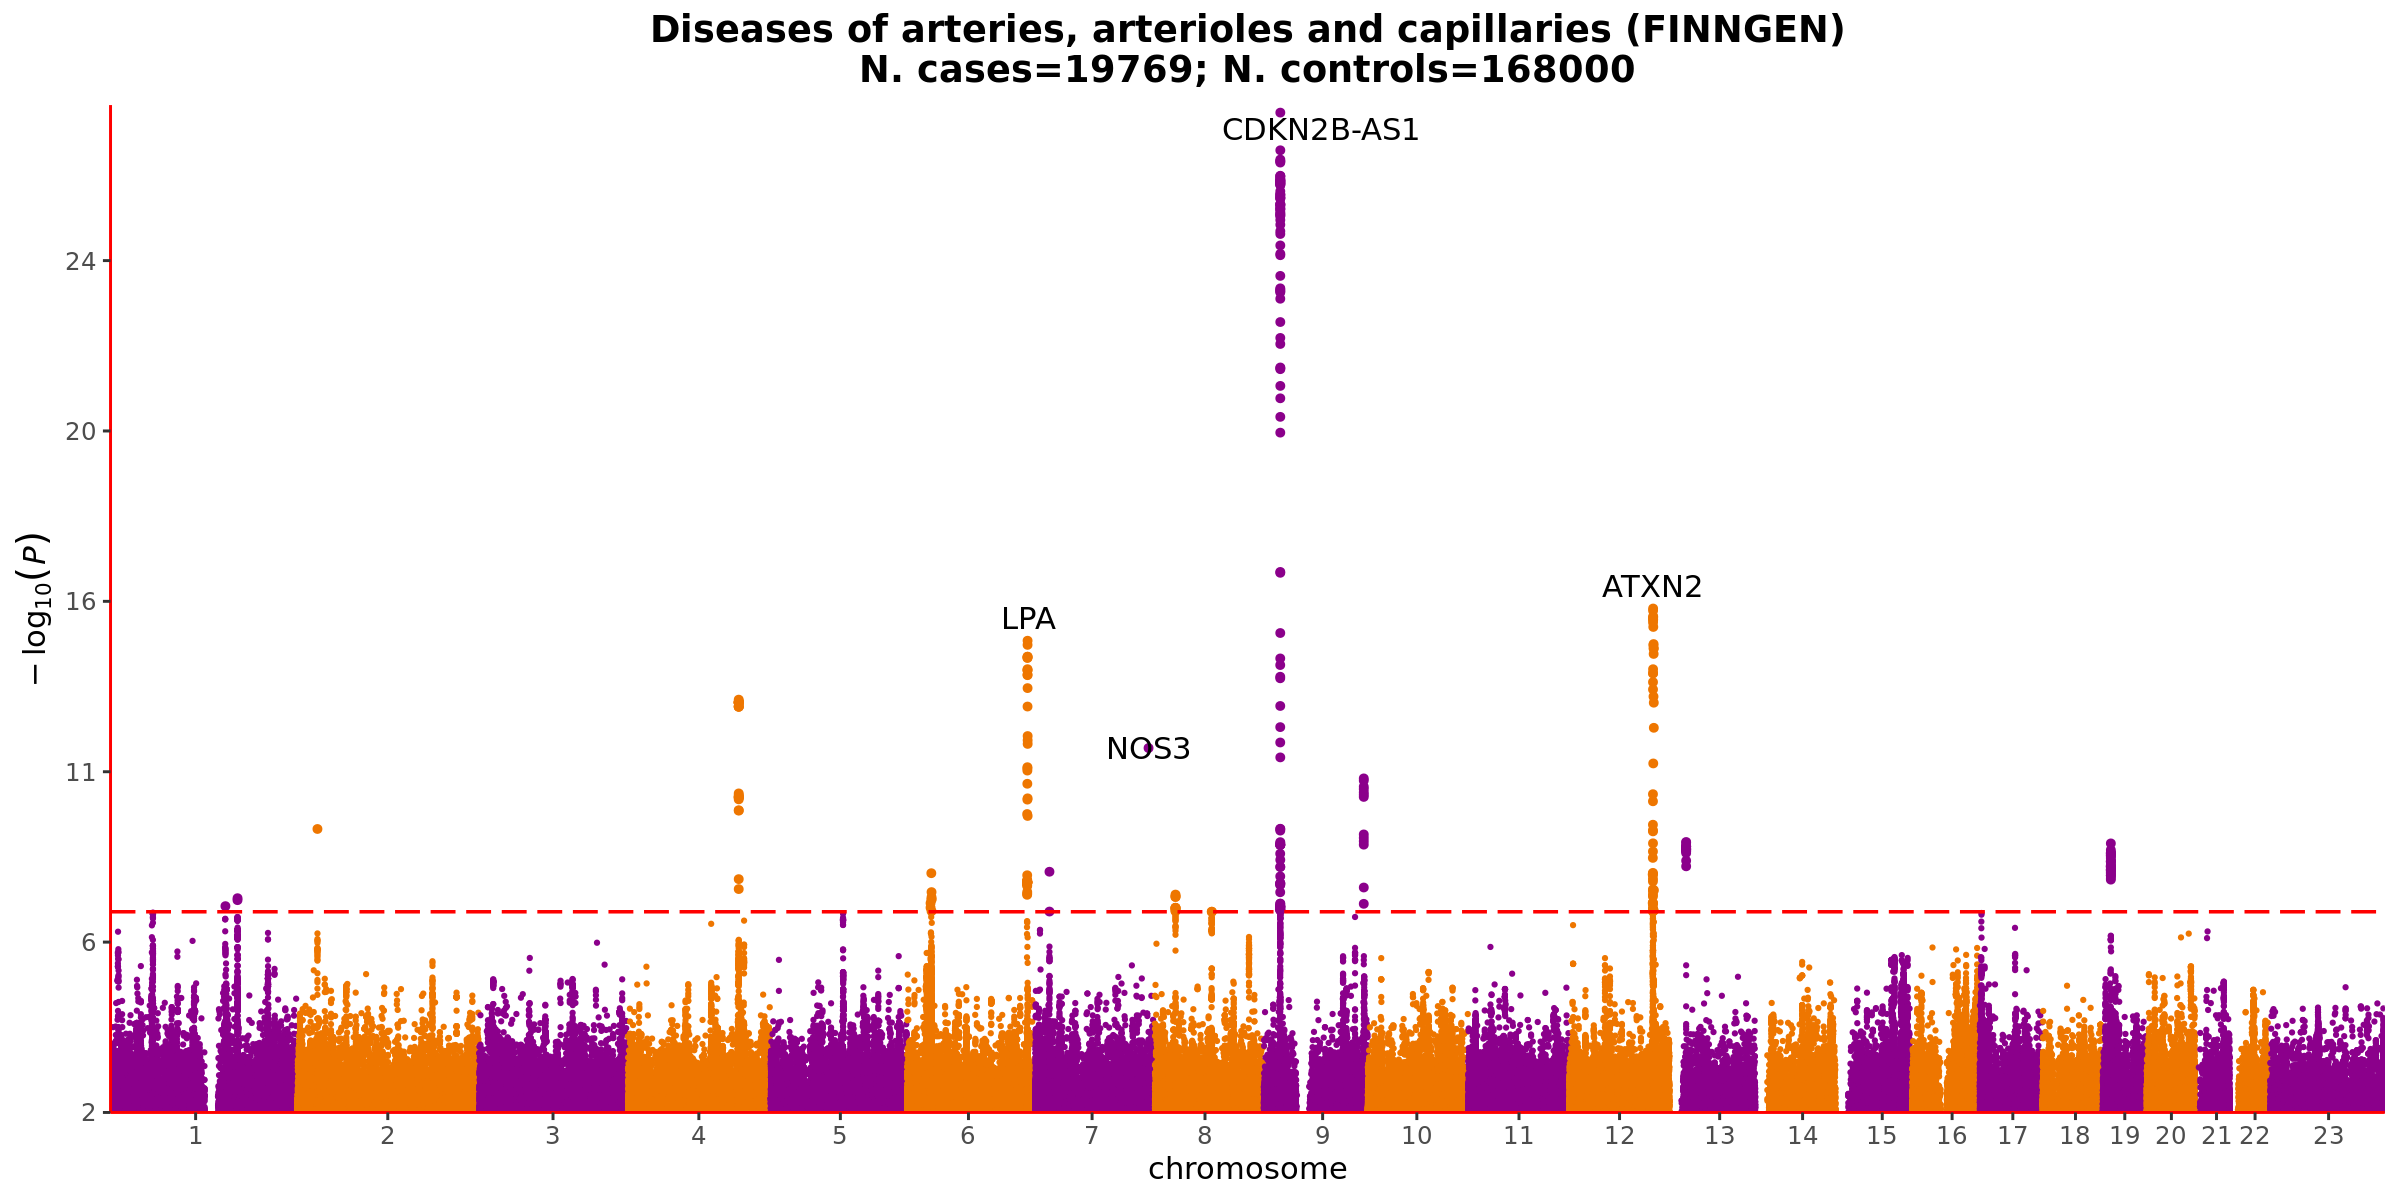 Diseases of arteries, arterioles and capillaries (FINNGEN)
N. cases=19769; N. controls=168000
CDKN2B-AS1
24
20
− log₁₀(P)
16
ATXN2
LPA
NOS3
11
6
2
1 2 3 4 5 6 7 8 9 10 11 12 13 14 15 16 17 18 19 20 21 22 23
chromosome